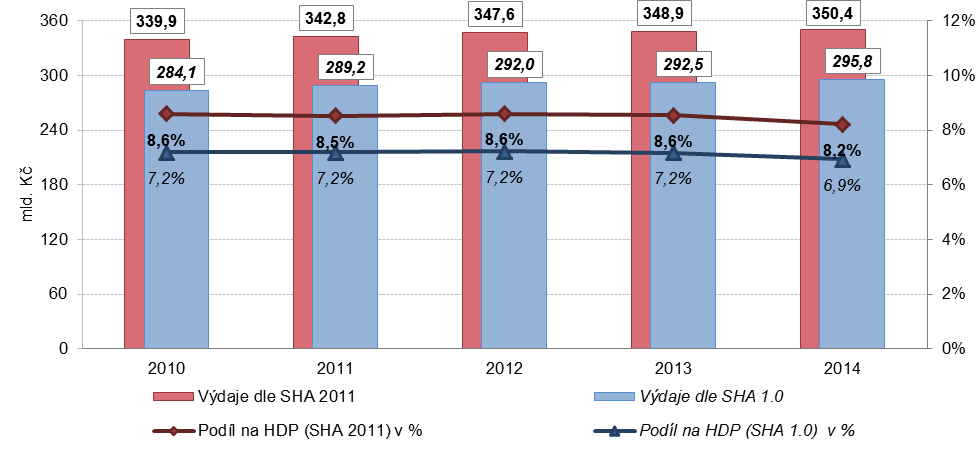 339,9 342,8 347,6 348,9 350,4
284,1 289,2 292,0 292,5 295,8
8,6% 8,5% 8,6% 8,6% 8,2%
7,2% 7,2% 7,2% 7,2% 6,9%
mld. Kč
360
300
240
180
120
60
0
12%
10%
8%
6%
4%
2%
0%
2010 2011 2012 2013 2014
Výdaje dle SHA 2011 Výdaje dle SHA 1.0
Podíl na HDP (SHA 2011) v % Podíl na HDP (SHA 1.0) v %